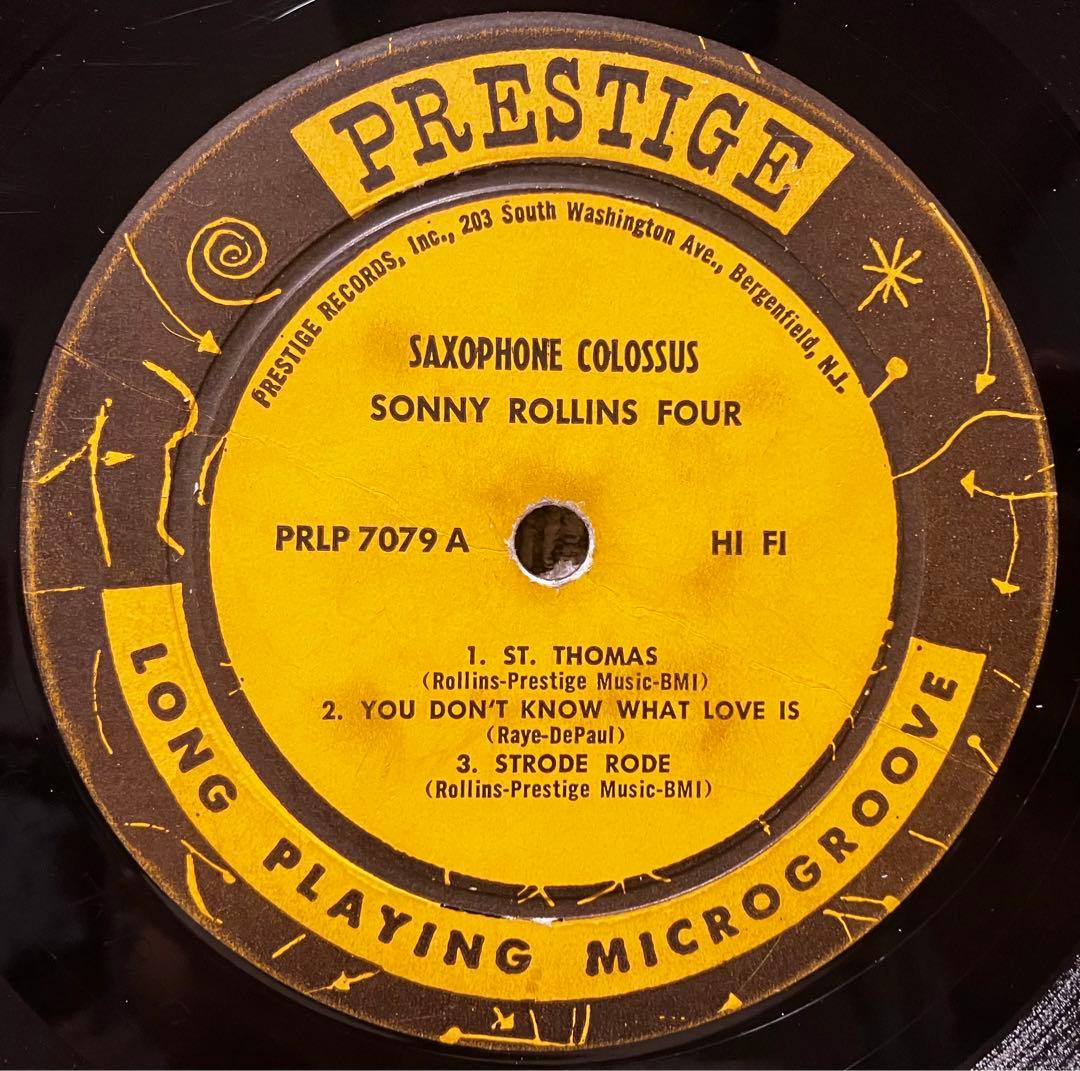 PRESTIGE
PRESTIGE RECORDS, Inc., 203 South Washington Ave., Bergenfield, N.J.
SAXOPHONE COLOSSUS
SONNY ROLLINS FOUR
PRLP 7079 A HI FI
1. ST. THOMAS
(Rollins-Prestige Music-BMI)
2. YOU DON'T KNOW WHAT LOVE IS
(Raye-DePaul)
3. STRODE RODE
(Rollins-Prestige Music-BMI)
LONG PLAYING MICROGROOVE